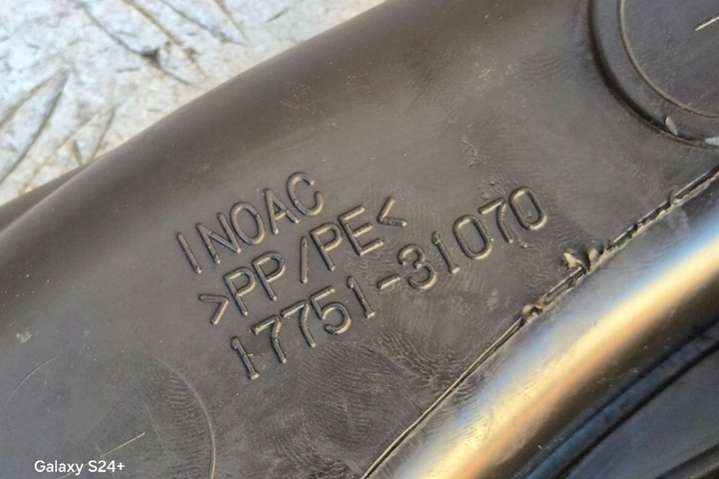 INOAC
>PP/PE<
17751-31070
Galaxy S24+